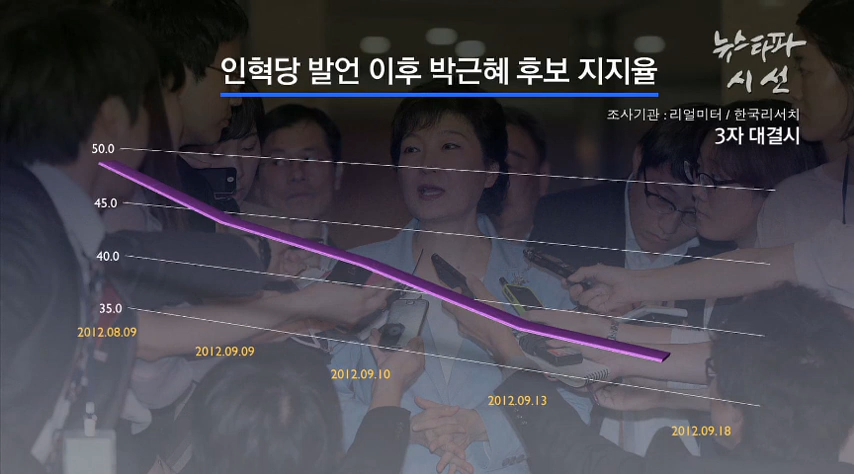 뉴스타파
시선
인혁당 발언 이후 박근혜 후보 지지율
조사기관 : 리얼미터 / 한국리서치
3자 대결시
50.0
45.0
40.0
35.0
2012.08.09
2012.09.09
2012.09.10
2012.09.13
2012.09.18